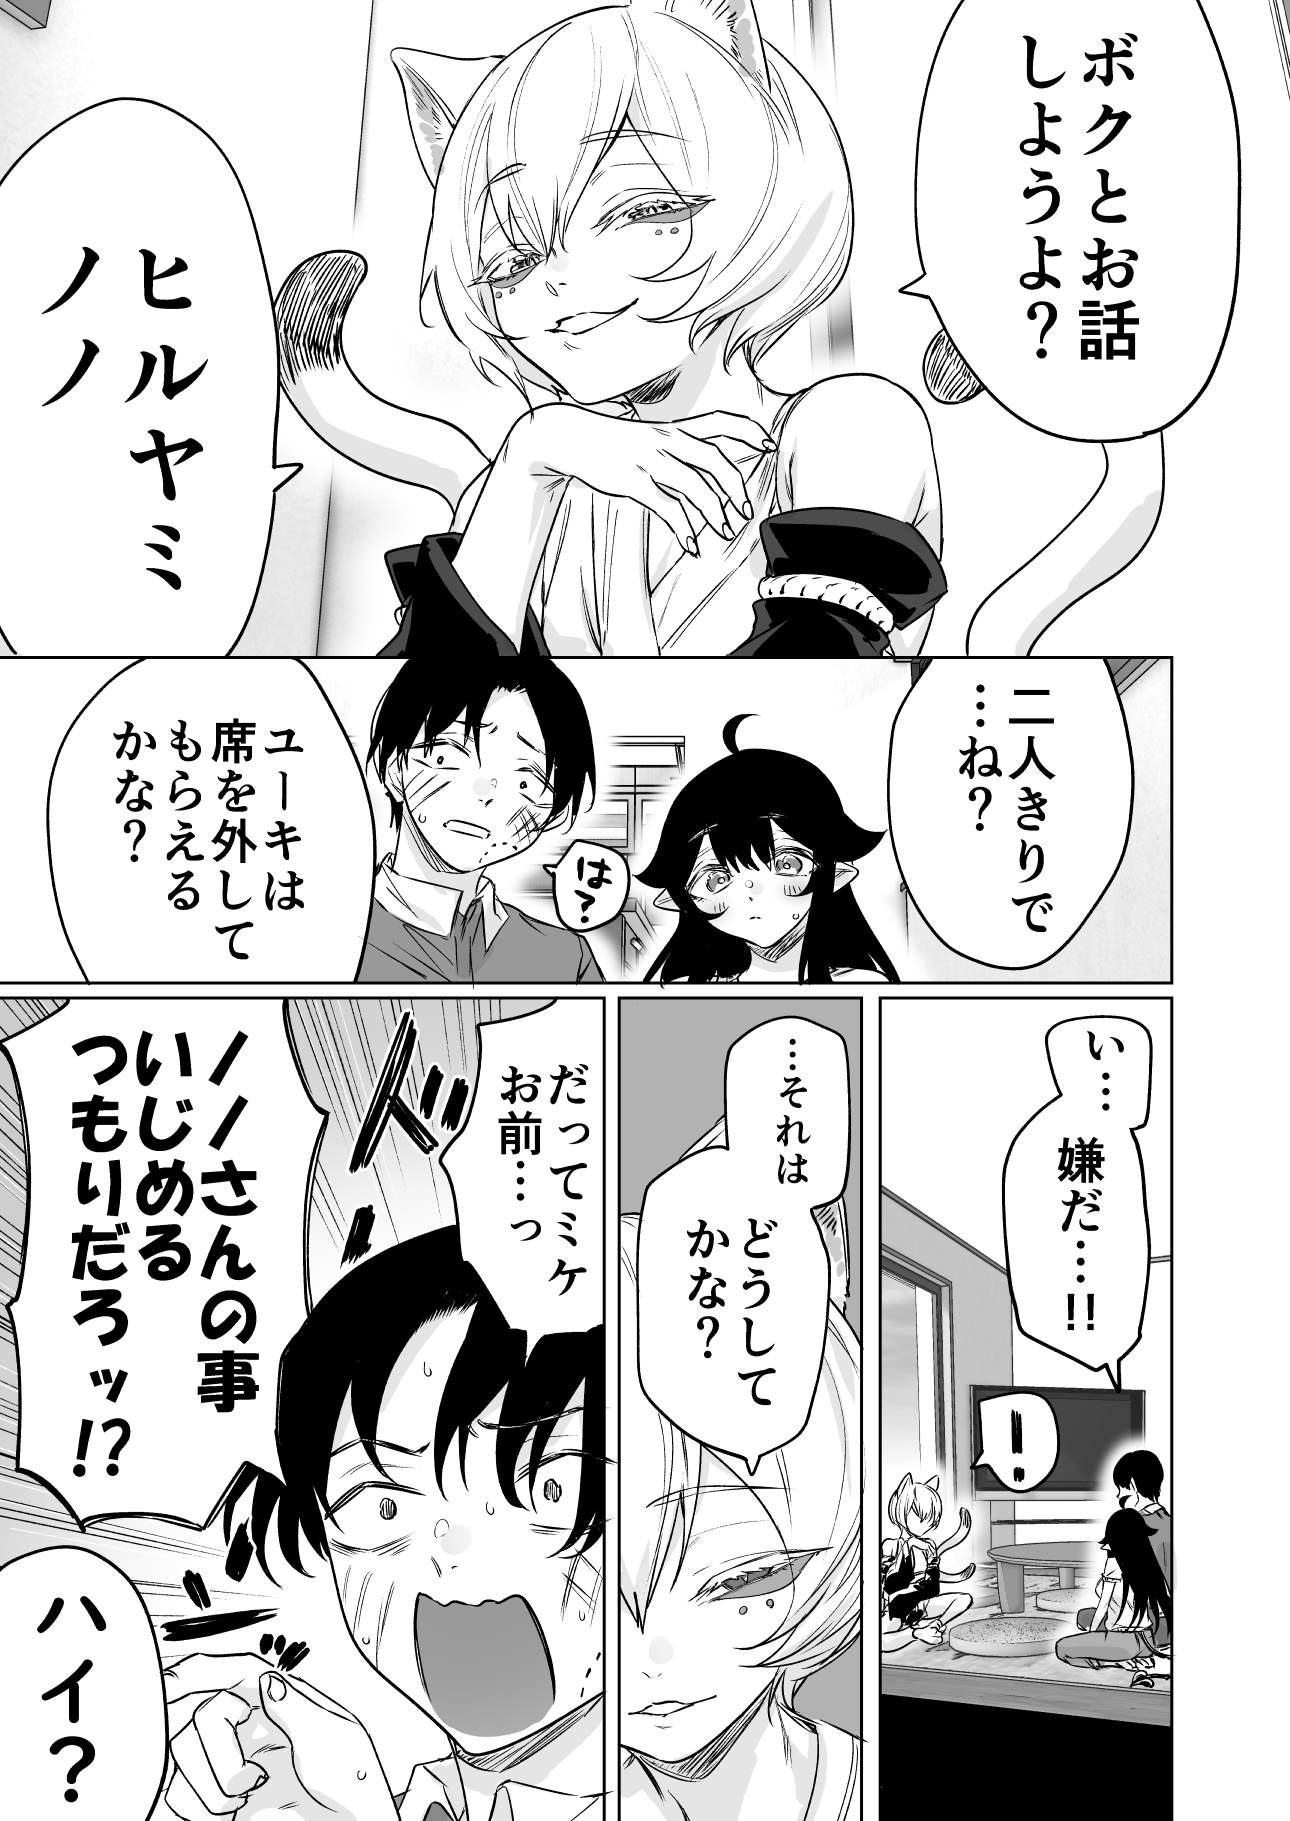 ボクとお話
しようよ？
ヒルヤミ
ノノ
二人きりで
…ね？
は？
ユーキは
席を外して
もらえる
かな？
い…
嫌だ…!!
！
…それは
どうして
かな？
だってミケ
お前…っ
ノノさんの事
いじめる
つもりだろッ!?
ドン
ハイ？